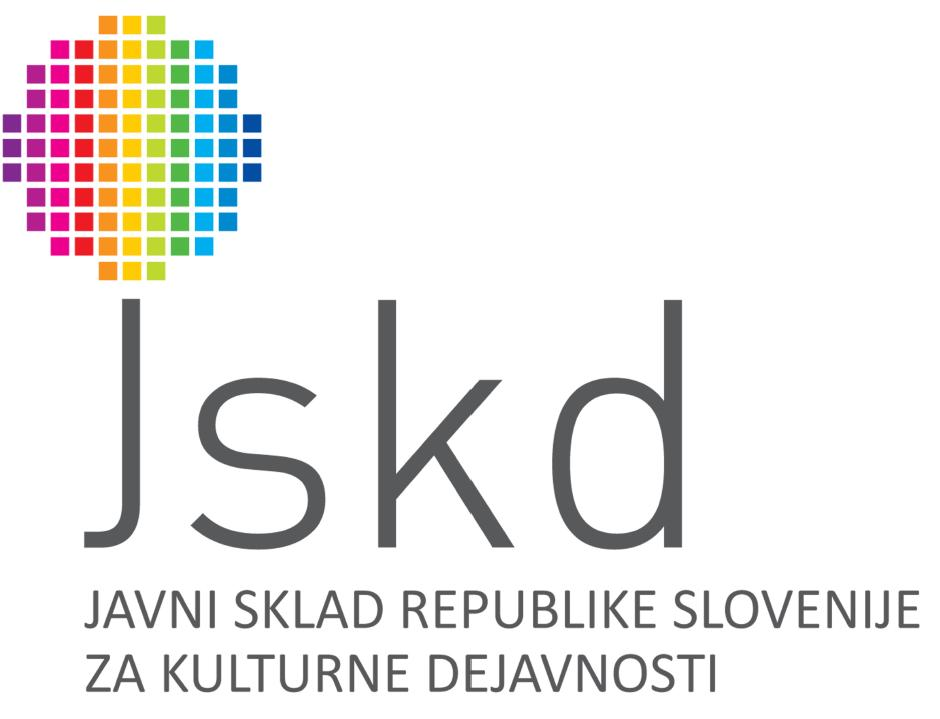 Jskd
JAVNI SKLAD REPUBLIKE SLOVENIJE
ZA KULTURNE DEJAVNOSTI